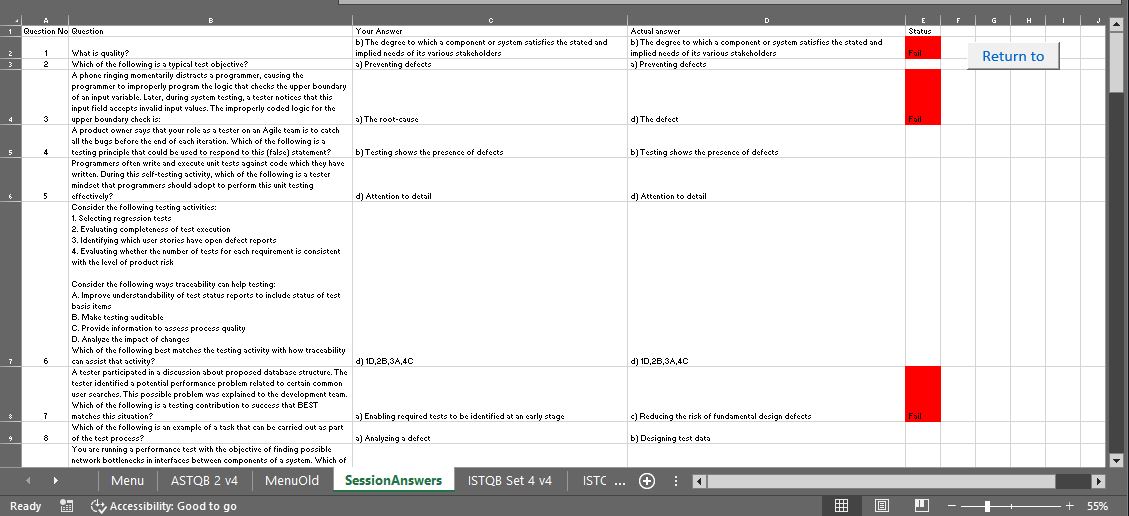 A B C D E F G H I J
1 Question No Question Your Answer Actual answer Status
b) The degree to which a component or system satisfies the stated and b) The degree to which a component or system satisfies the stated and
2 1 What is quality? implied needs of its various stakeholders implied needs of its various stakeholders Fail
Return to
3 2 Which of the following is a typical test objective? a) Preventing defects a) Preventing defects
A phone ringing momentarily distracts a programmer, causing the
programmer to improperly program the logic that checks the upper boundary
of an input variable. Later, during system testing, a tester notices that this
input field accepts invalid input values. The improperly coded logic for the
4 3 upper boundary check is: a) The root-cause d) The defect Fail
A product owner says that your role as a tester on an Agile team is to catch
all the bugs before the end of each iteration. Which of the following is a
5 4 testing principle that could be used to respond to this (false) statement? b) Testing shows the presence of defects b) Testing shows the presence of defects
Programmers often write and execute unit tests against code which they have
written. During this self-testing activity, which of the following is a tester
mindset that programmers should adopt to perform this unit testing
6 5 effectively? d) Attention to detail d) Attention to detail
Consider the following testing activities:
1. Selecting regression tests
2. Evaluating completeness of test execution
3. Identifying which user stories have open defect reports
4. Evaluating whether the number of tests for each requirement is consistent
with the level of product risk
Consider the following ways traceability can help testing:
A. Improve understandability of test status reports to include status of test
basis items
B. Make testing auditable
C. Provide information to assess process quality
D. Analyze the impact of changes
Which of the following best matches the testing activity with how traceability
7 6 can assist that activity? d) 1D,2B,3A,4C d) 1D,2B,3A,4C
A tester participated in a discussion about proposed database structure. The
tester identified a potential performance problem related to certain common
user searches. This possible problem was explained to the development team.
Which of the following is a testing contribution to success that BEST
8 7 matches this situation? a) Enabling required tests to be identified at an early stage c) Reducing the risk of fundamental design defects Fail
Which of the following is an example of a task that can be carried out as part
9 8 of the test process? a) Analyzing a defect b) Designing test data
You are running a performance test with the objective of finding possible
network bottlenecks in interfaces between components of a system. Which of
Menu ASTQB 2 v4 MenuOld SessionAnswers ISTQB Set 4 v4 ISTC ...
Ready Accessibility: Good to go 55%